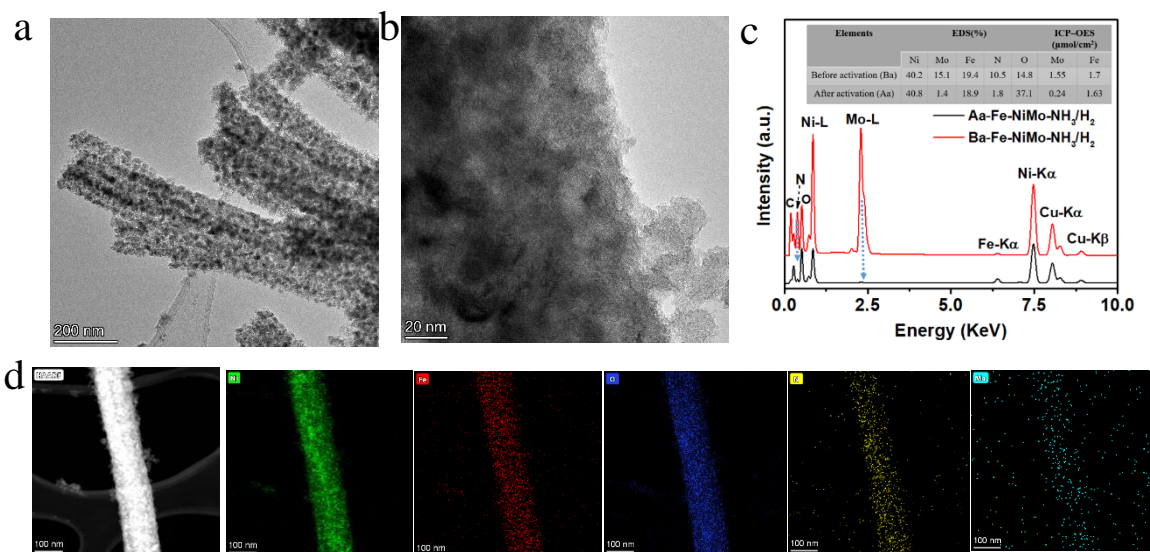 a
b
c
Elements EDS(%) ICP–OES (μmol/cm²)
Ni Mo Fe N O Mo Fe
Before activation (Ba) 40.2 15.1 19.4 10.5 14.8 1.55 1.7
After activation (Aa) 40.8 1.4 18.9 1.8 37.1 0.24 1.63
Aa-Fe-NiMo-NH₃/H₂
Ba-Fe-NiMo-NH₃/H₂
Ni-L
Mo-L
N
C
O
Ni-Kα
Cu-Kα
Fe-Kα
Cu-Kβ
Intensity (a.u.)
0.0 2.5 5.0 7.5 10.0
Energy (KeV)
200 nm
20 nm
d
HAADF
Ni
Fe
O
N
Mo
100 nm
100 nm
100 nm
100 nm
100 nm
100 nm